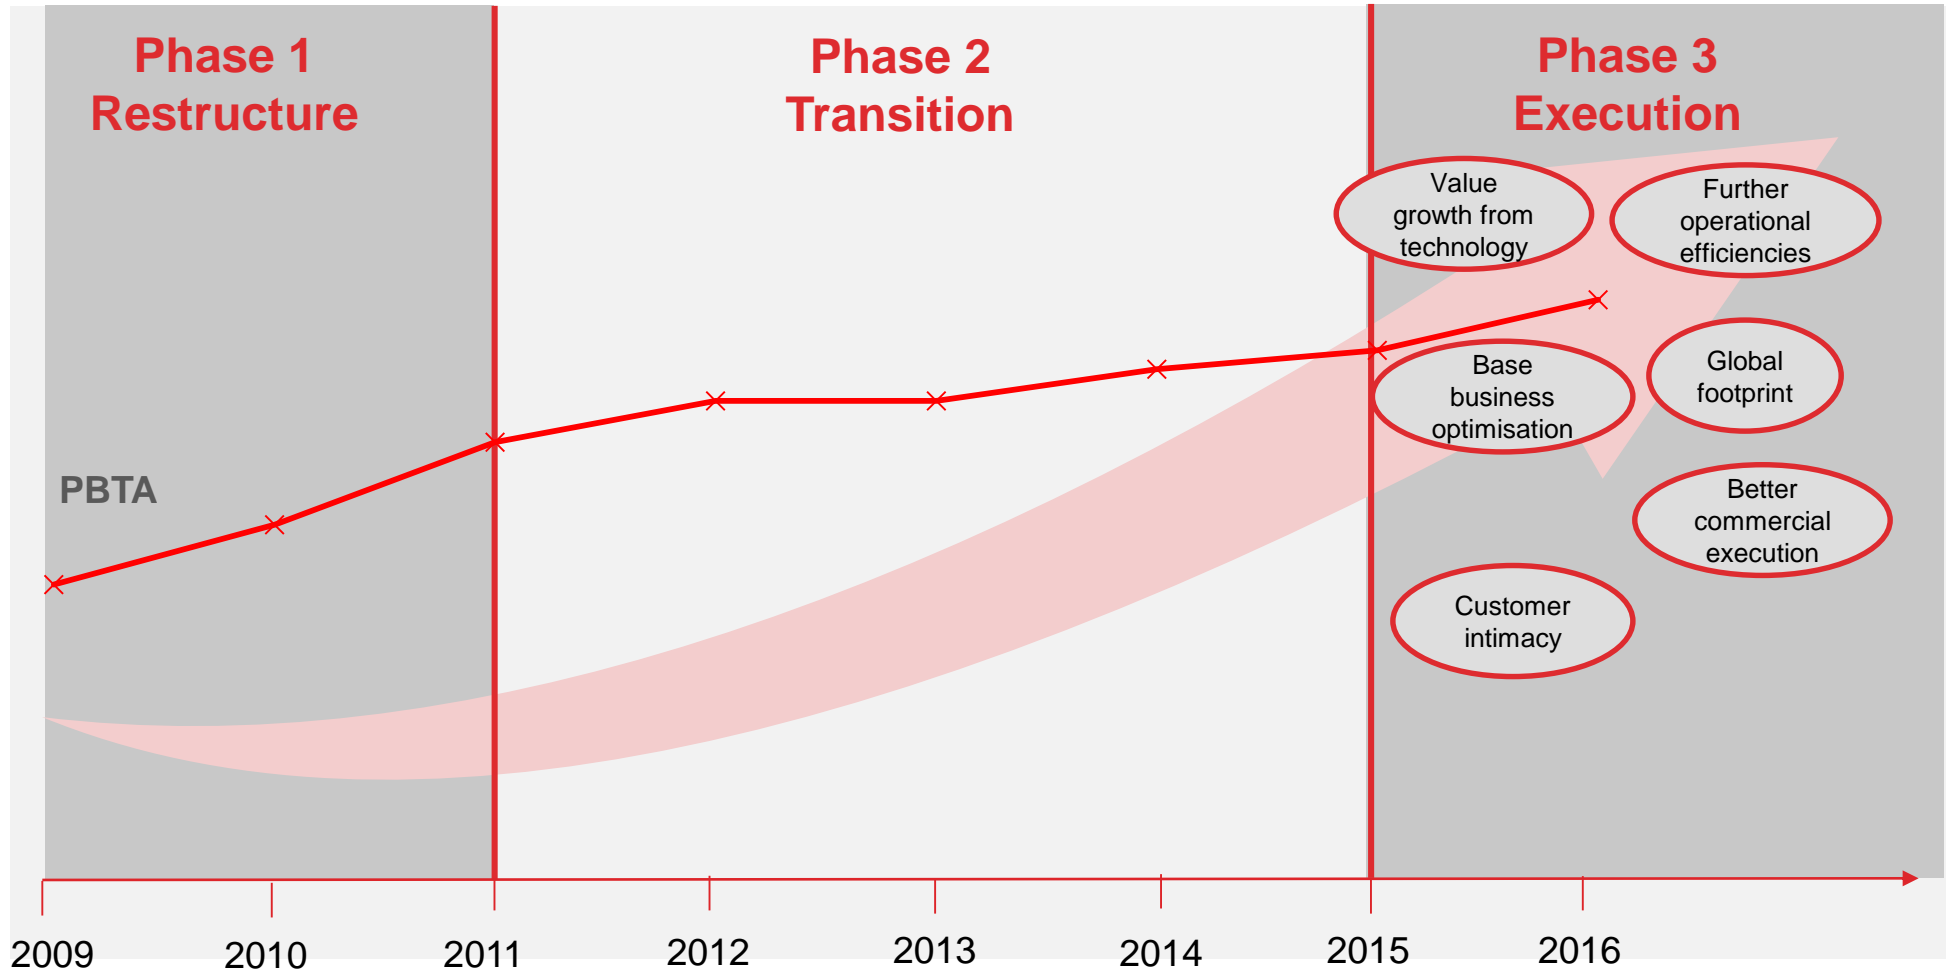 Phase 1
Restructure
Phase 2
Transition
Phase 3
Execution
Value
growth from
technology
Further
operational
efficiencies
Base
business
optimisation
Global
footprint
PBTA
Better
commercial
execution
Customer
intimacy
2009
2010
2011
2012
2013
2014
2015
2016